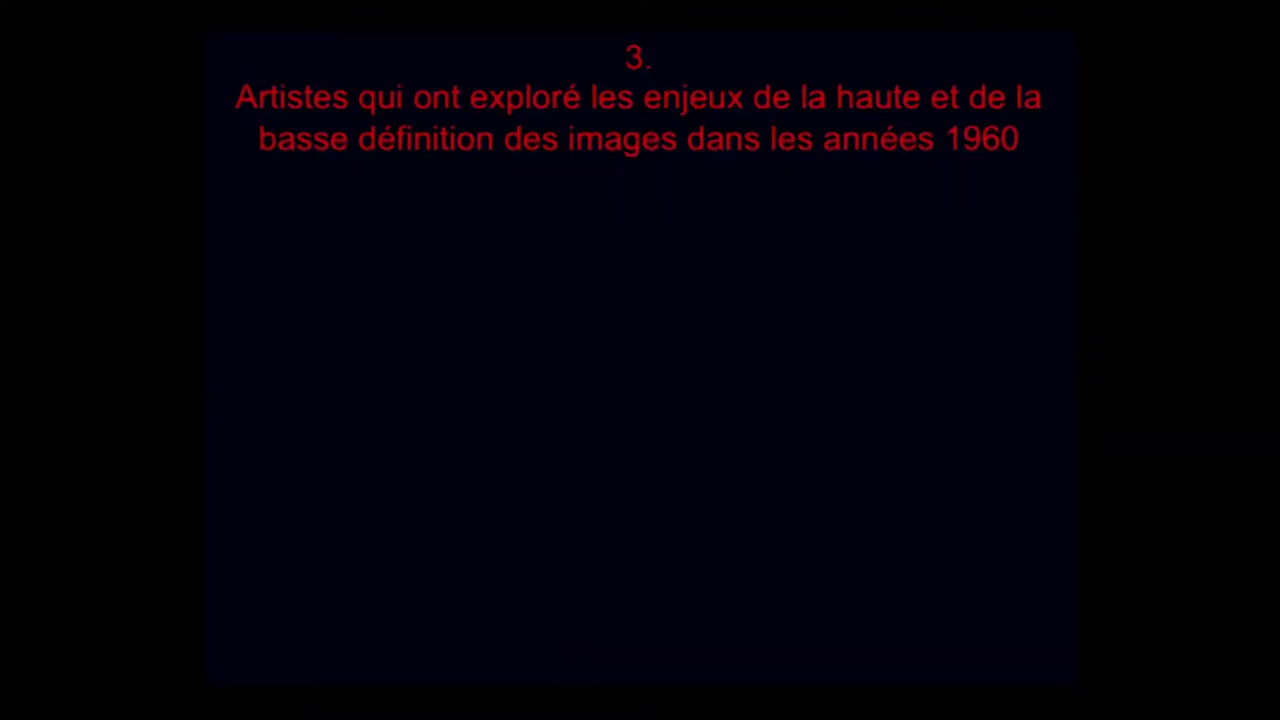 3.
Artistes qui ont exploré les enjeux de la haute et de la
basse définition des images dans les années 1960